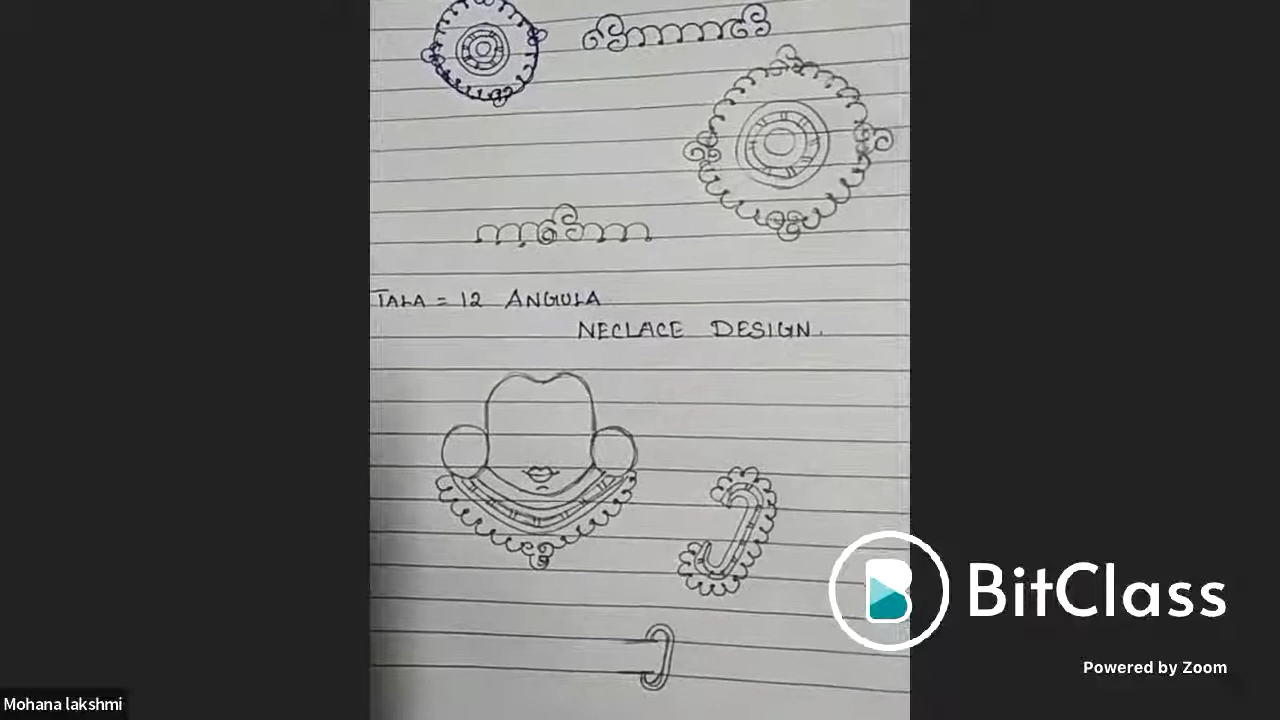 TALA = 12 ANGULA
NECLACE DESIGN.
BitClass
Powered by Zoom
Mohana lakshmi